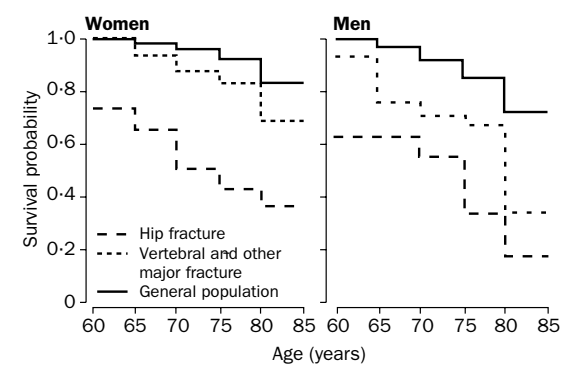 Women
Men
Survival probability
1·0
0·8
0·6
0·4
0·2
0
Hip fracture
Vertebral and other
major fracture
General population
60 65 70 75 80 85
60 65 70 75 80 85
Age (years)